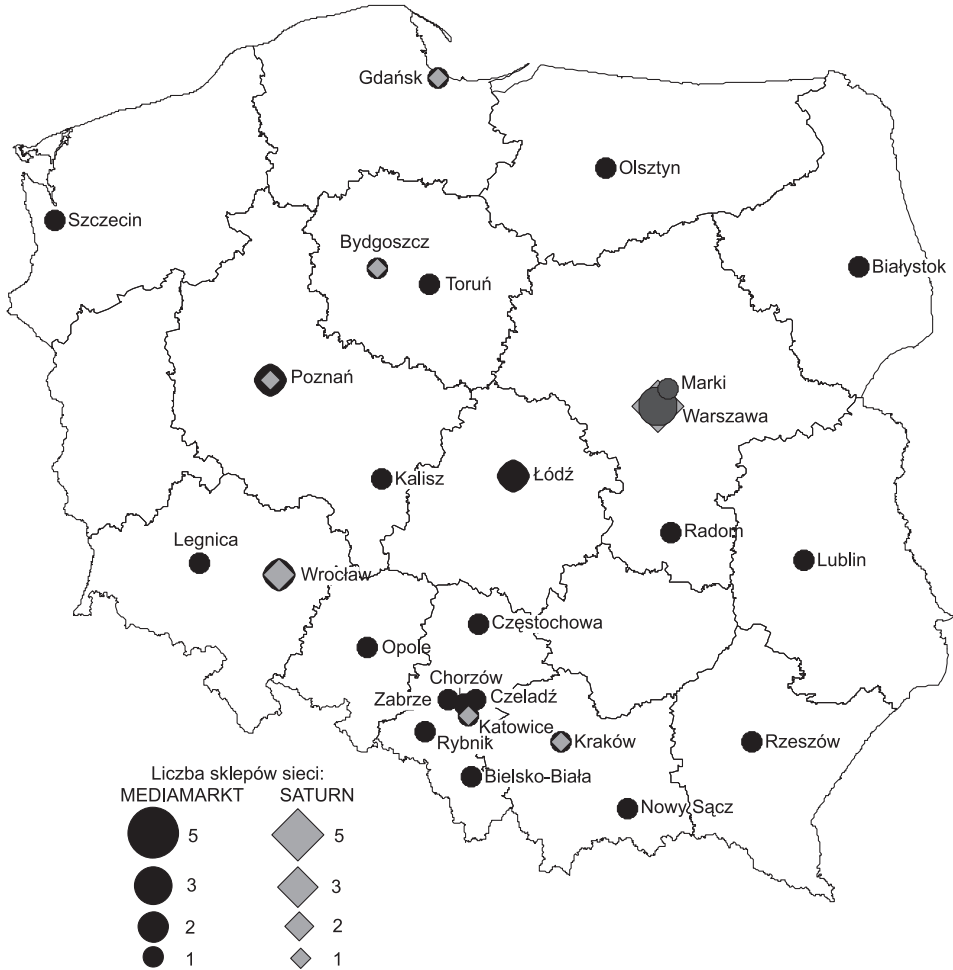 Gdańsk
Olsztyn
Szczecin
Bydgoszcz
Białystok
Toruń
Poznań
Marki
Warszawa
Kalisz
Łódź
Radom
Legnica
Lublin
Wrocław
Częstochowa
Opole
Chorzów
Zabrze
Czeladź
Katowice
Rybnik
Kraków
Rzeszów
Bielsko-Biała
Nowy Sącz
Liczba sklepów sieci:
MEDIAMARKT SATURN
5 5
3 3
2 2
1 1